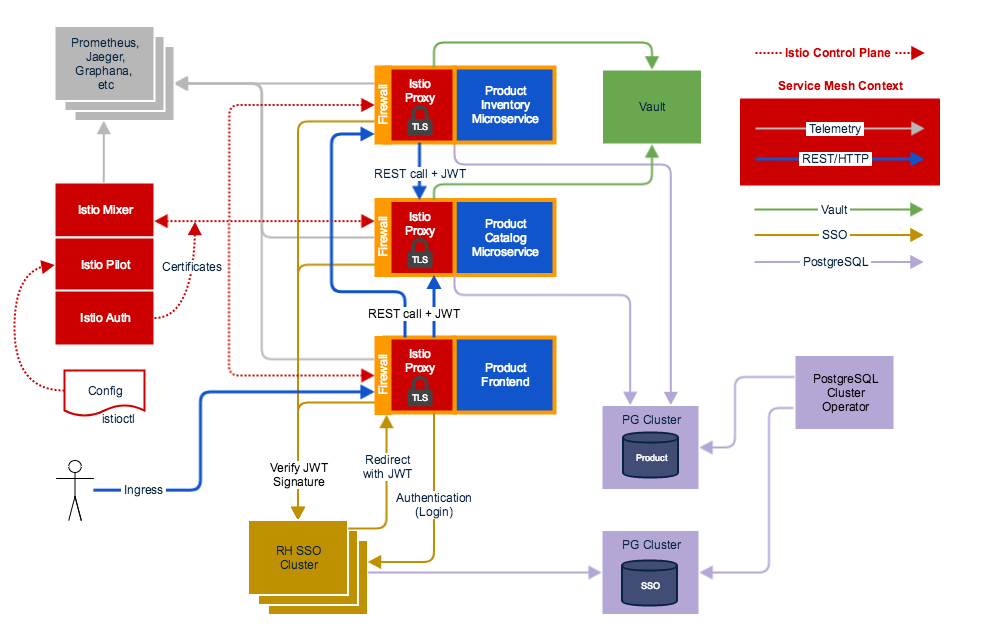 Prometheus,
Jaeger,
Graphana,
etc
Istio Mixer
Istio Pilot
Istio Auth
Certificates
Config
istioctl
Ingress
Firewall
Istio
Proxy
TLS
Product
Inventory
Microservice
REST call + JWT
Firewall
Istio
Proxy
TLS
Product
Catalog
Microservice
REST call + JWT
Firewall
Istio
Proxy
TLS
Product
Frontend
Verify JWT
Signature
Redirect
with JWT
Authentication
(Login)
RH SSO
Cluster
Vault
PG Cluster
Product
PG Cluster
SSO
PostgreSQL
Cluster
Operator
Istio Control Plane
Service Mesh Context
Telemetry
REST/HTTP
Vault
SSO
PostgreSQL